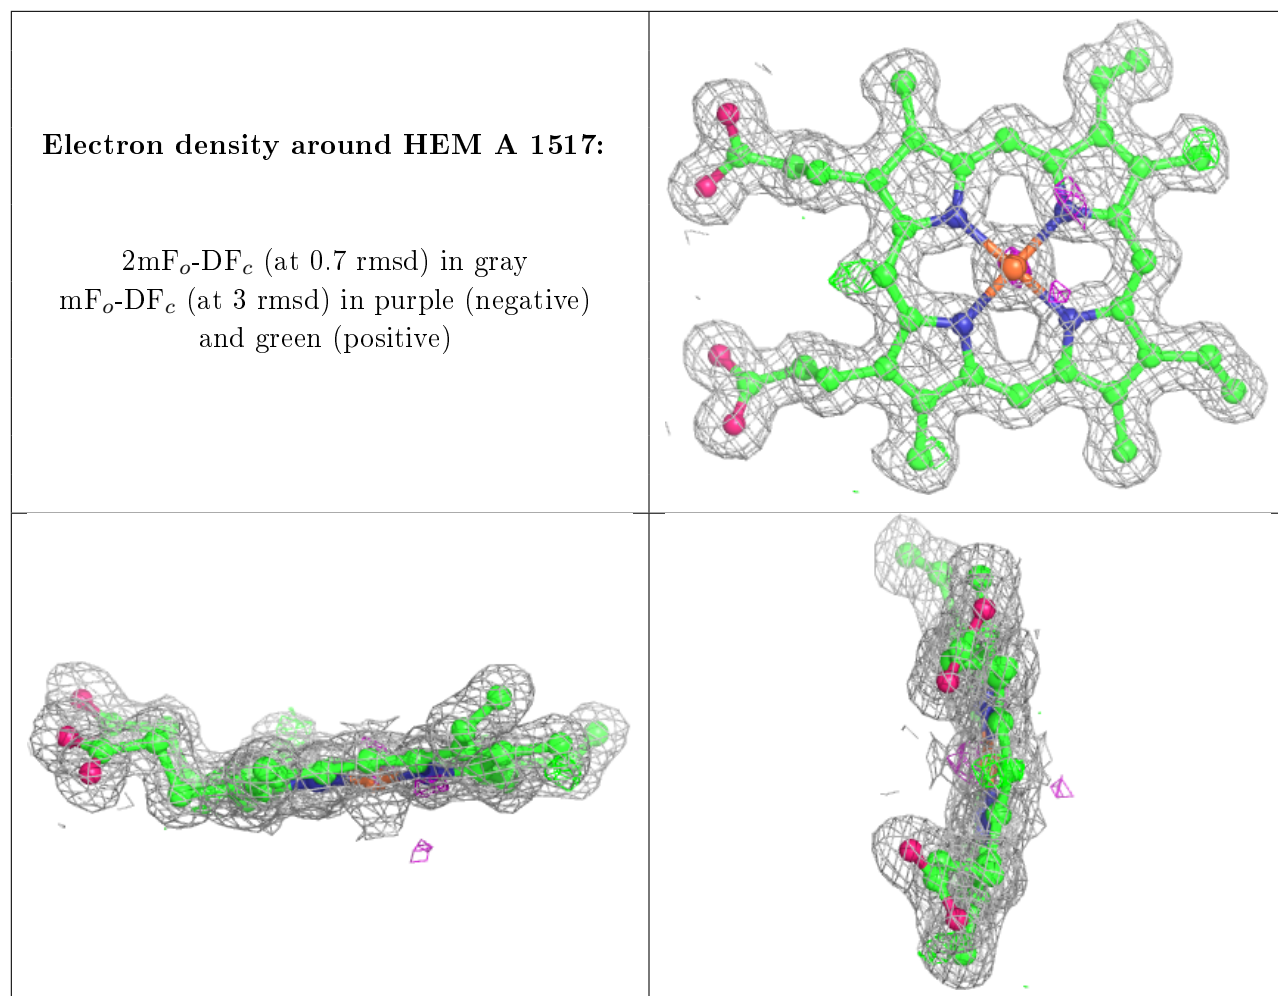 Electron density around HEM A 1517:
2mFo-DFc (at 0.7 rmsd) in gray
mFo-DFc (at 3 rmsd) in purple (negative)
and green (positive)